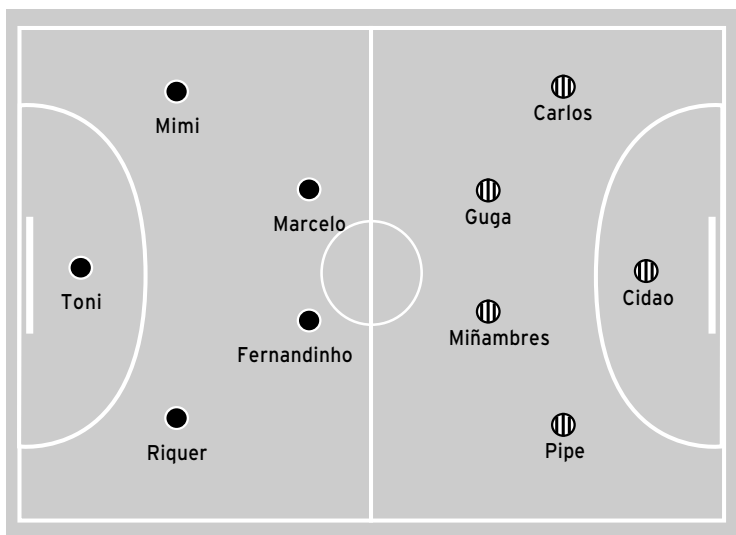 Carlos
Mimi
Guga
Marcelo
Cidao
Toni
Miñambres
Fernandinho
Pipe
Riquer